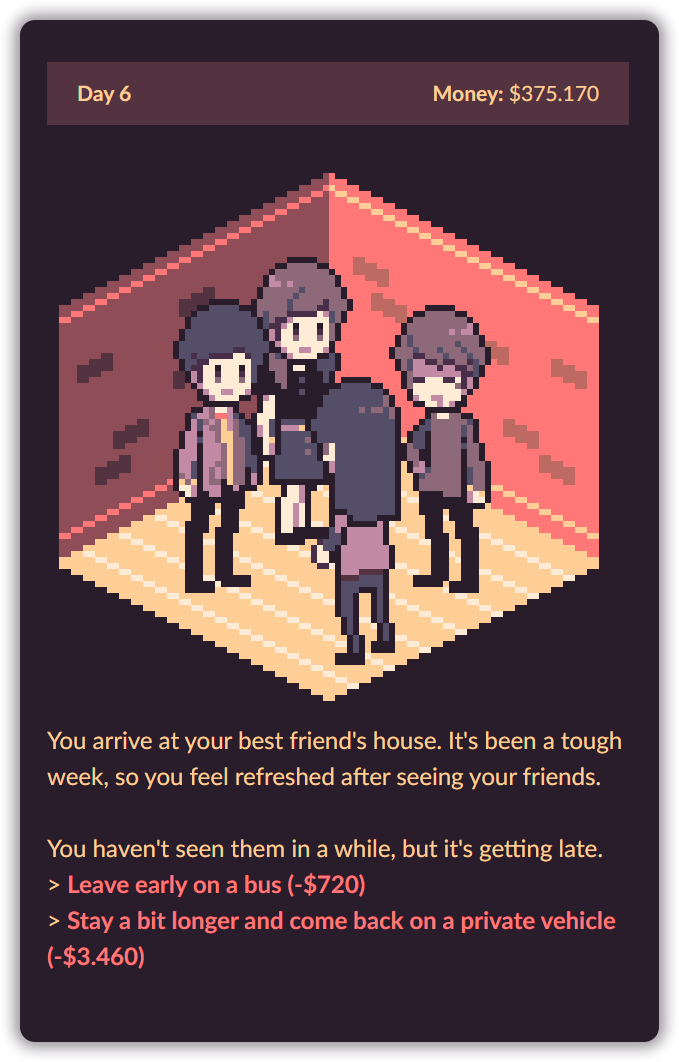 Day 6
Money: $375.170
You arrive at your best friend's house. It's been a tough
week, so you feel refreshed after seeing your friends.
You haven't seen them in a while, but it's getting late.
> Leave early on a bus (-$720)
> Stay a bit longer and come back on a private vehicle
(-$3.460)